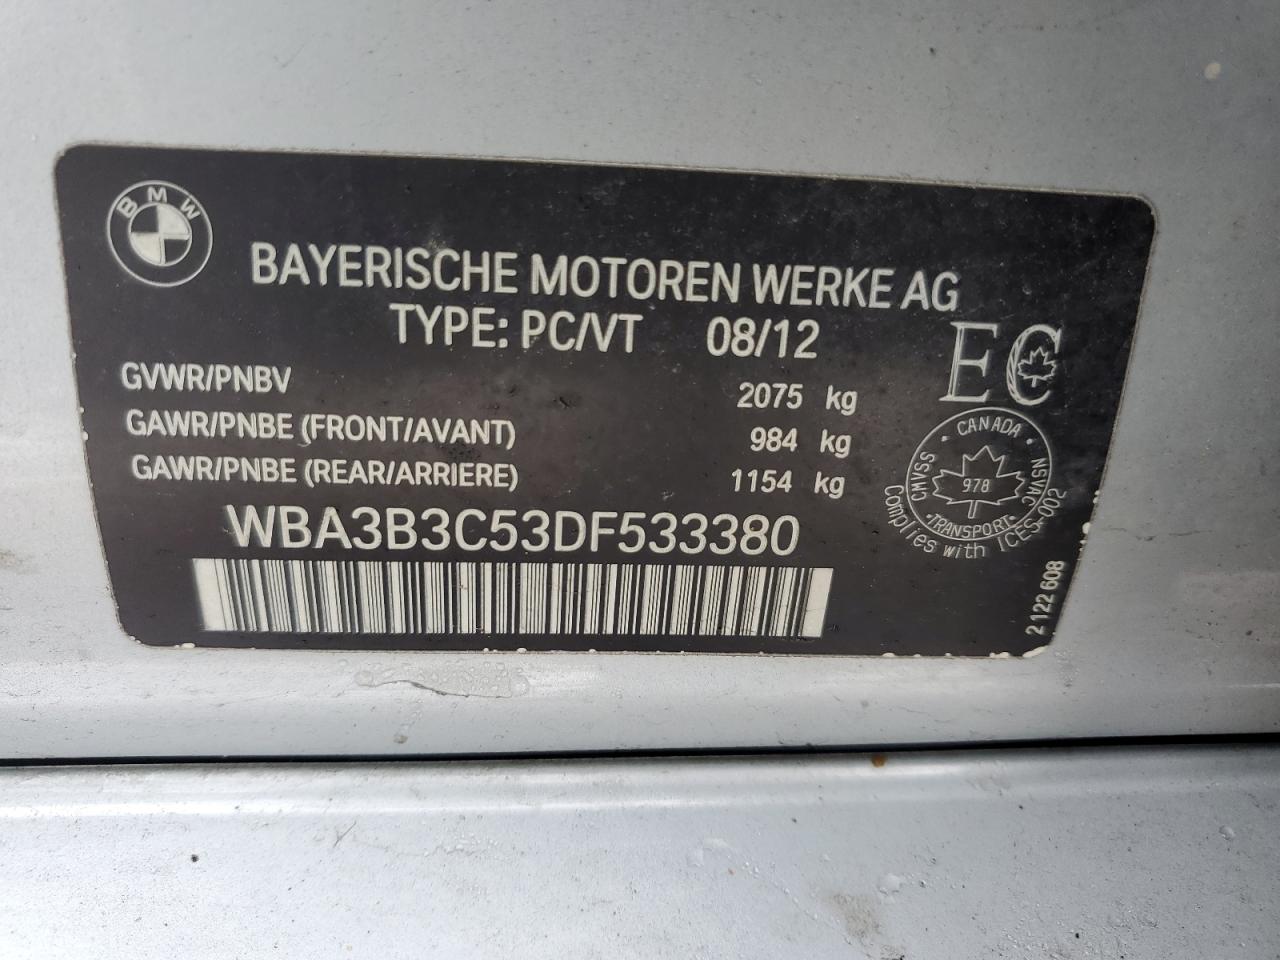 BMW
BAYERISCHE MOTOREN WERKE AG
TYPE: PC/VT 08/12
GVWR/PNBV 2075 kg
GAWR/PNBE (FRONT/AVANT) 984 kg
GAWR/PNBE (REAR/ARRIERE) 1154 kg
WBA3B3C53DF533380
EC
CANADA
CMVSS
NSVAC
978
TRANSPORT
Complies with ICES-002
2 122 608